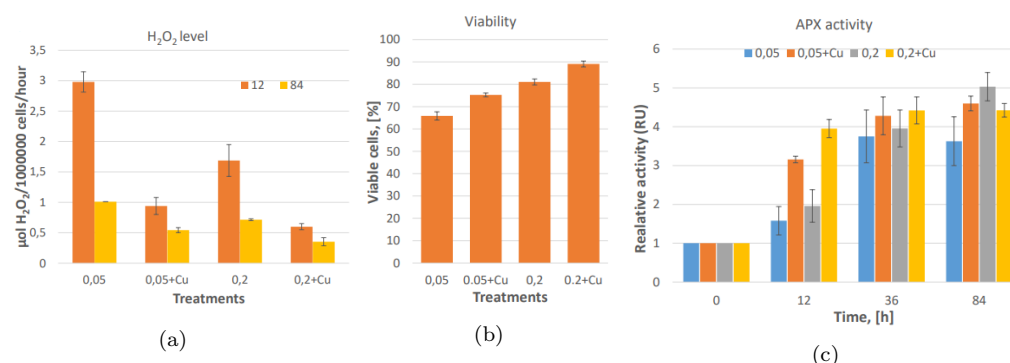 H₂O₂ level
12 84
3,5
3
2,5
2
1,5
1
0,5
0
µol H₂O₂/1000000 cells/hour
0,05 0,05+Cu 0,2 0,2+Cu
Treatments
(a)
Viability
100
90
80
70
60
50
40
30
20
10
0
Viable cells, [%]
0,05 0.05+Cu 0,2 0.2+Cu
Treatments
(b)
APX activity
0,05 0,05+Cu 0,2 0,2+Cu
6
5
4
3
2
1
0
Realative activity (RU)
0 12 36 84
Time, [h]
(c)